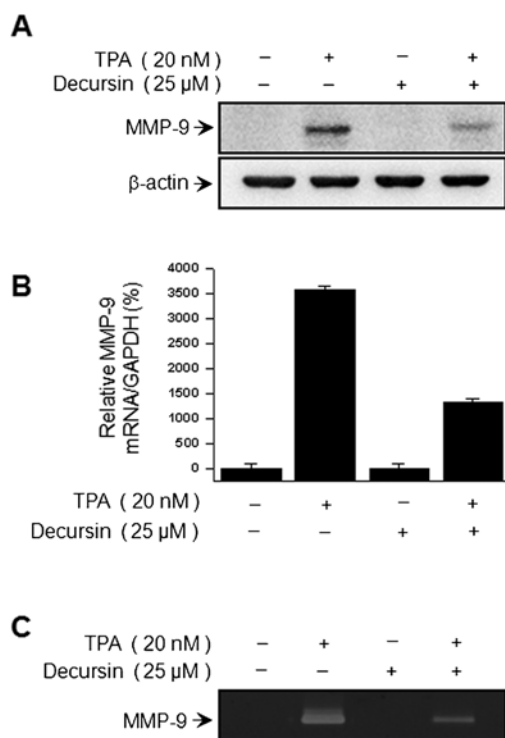 A
TPA ( 20 nM) – + – +
Decursin (25 µM) – – + +
MMP-9
β-actin
B
Relative MMP-9
mRNA/GAPDH (%)
4000
3500
3000
2500
2000
1500
1000
500
0
TPA ( 20 nM) – + – +
Decursin ( 25 µM) – – + +
C
TPA ( 20 nM) – + – +
Decursin ( 25 µM) – – + +
MMP-9